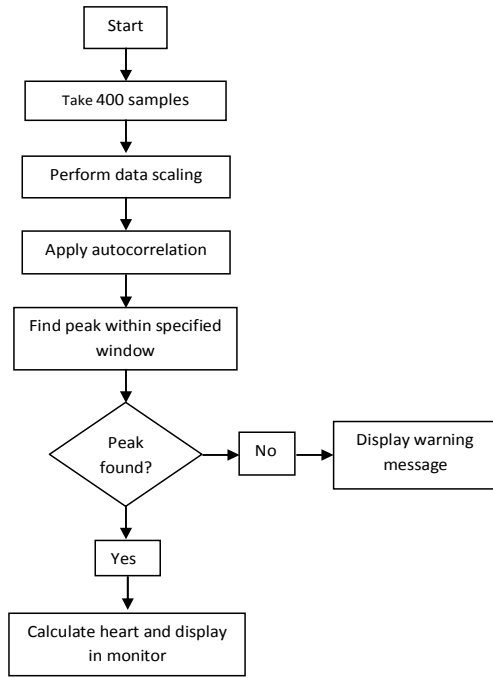 Start
Take 400 samples
Perform data scaling
Apply autocorrelation
Find peak within specified
window
Peak
found?
No
Display warning
message
Yes
Calculate heart and display
in monitor